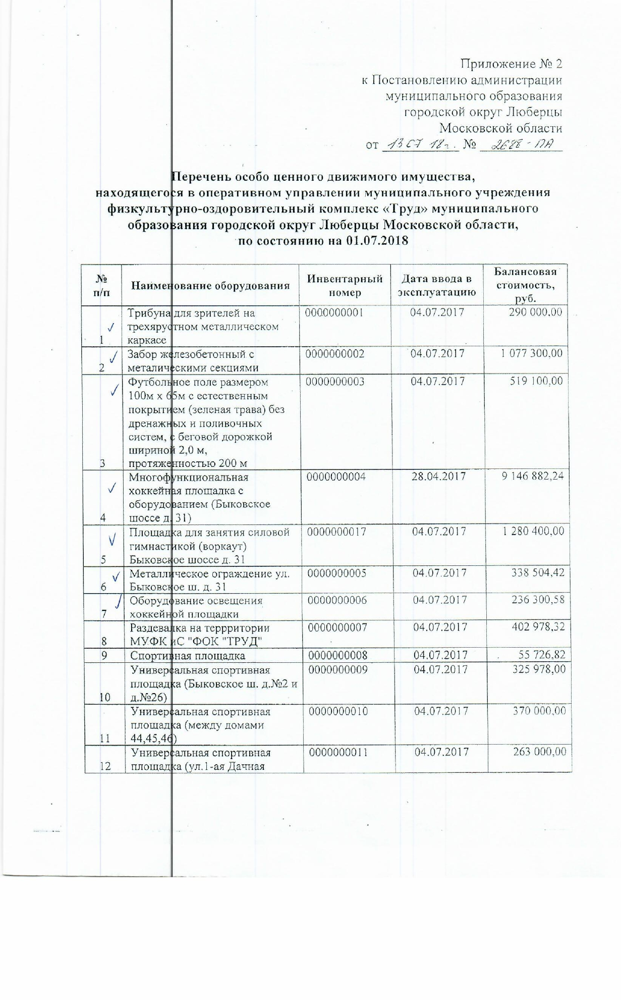 Приложение № 2
к Постановлению администрации
муниципального образования
городской округ Люберцы
Московской области
от 13 07 18г. № 2688-ПА
Перечень особо ценного движимого имущества,
находящегося в оперативном управлении муниципального учреждения
физкультурно-оздоровительный комплекс «Труд» муниципального
образования городской округ Люберцы Московской области,
по состоянию на 01.07.2018
№ п/п Наименование оборудования Инвентарный номер Дата ввода в эксплуатацию Балансовая стоимость, руб.
Трибуна для зрителей на 0000000001 04.07.2017 290 000,00
трехярустном металлическом
1 каркасе
Забор железобетонный с 0000000002 04.07.2017 1 077 300,00
2 металическими секциями
Футбольное поле размером 0000000003 04.07.2017 519 100,00
100м х 65м с естественным
покрытием (зеленая трава) без
дренажных и поливочных
систем, с беговой дорожкой
шириной 2,0 м,
3 протяженностью 200 м
Многофункциональная 0000000004 28.04.2017 9 146 882,24
хоккейная площадка с
оборудованием (Быковское
4 шоссе д. 31)
Площадка для занятия силовой 0000000017 04.07.2017 1 280 400,00
гимнастикой (воркаут)
5 Быковское шоссе д. 31
Металлическое ограждение ул. 0000000005 04.07.2017 338 504,42
6 Быковское ш. д. 31
Оборудование освещения 0000000006 04.07.2017 236 300,58
7 хоккейной площадки
Раздевалка на террритории 0000000007 04.07.2017 402 978,32
8 МУФК иС "ФОК "ТРУД"
9 Спортивная площадка 0000000008 04.07.2017 55 726,82
Универсальная спортивная 0000000009 04.07.2017 325 978,00
площадка (Быковское ш. д.№2 и
10 д.№26)
Универсальная спортивная 0000000010 04.07.2017 370 000,00
площадка (между домами
11 44,45,46)
Универсальная спортивная 0000000011 04.07.2017 263 000,00
12 площадка (ул.1-ая Дачная